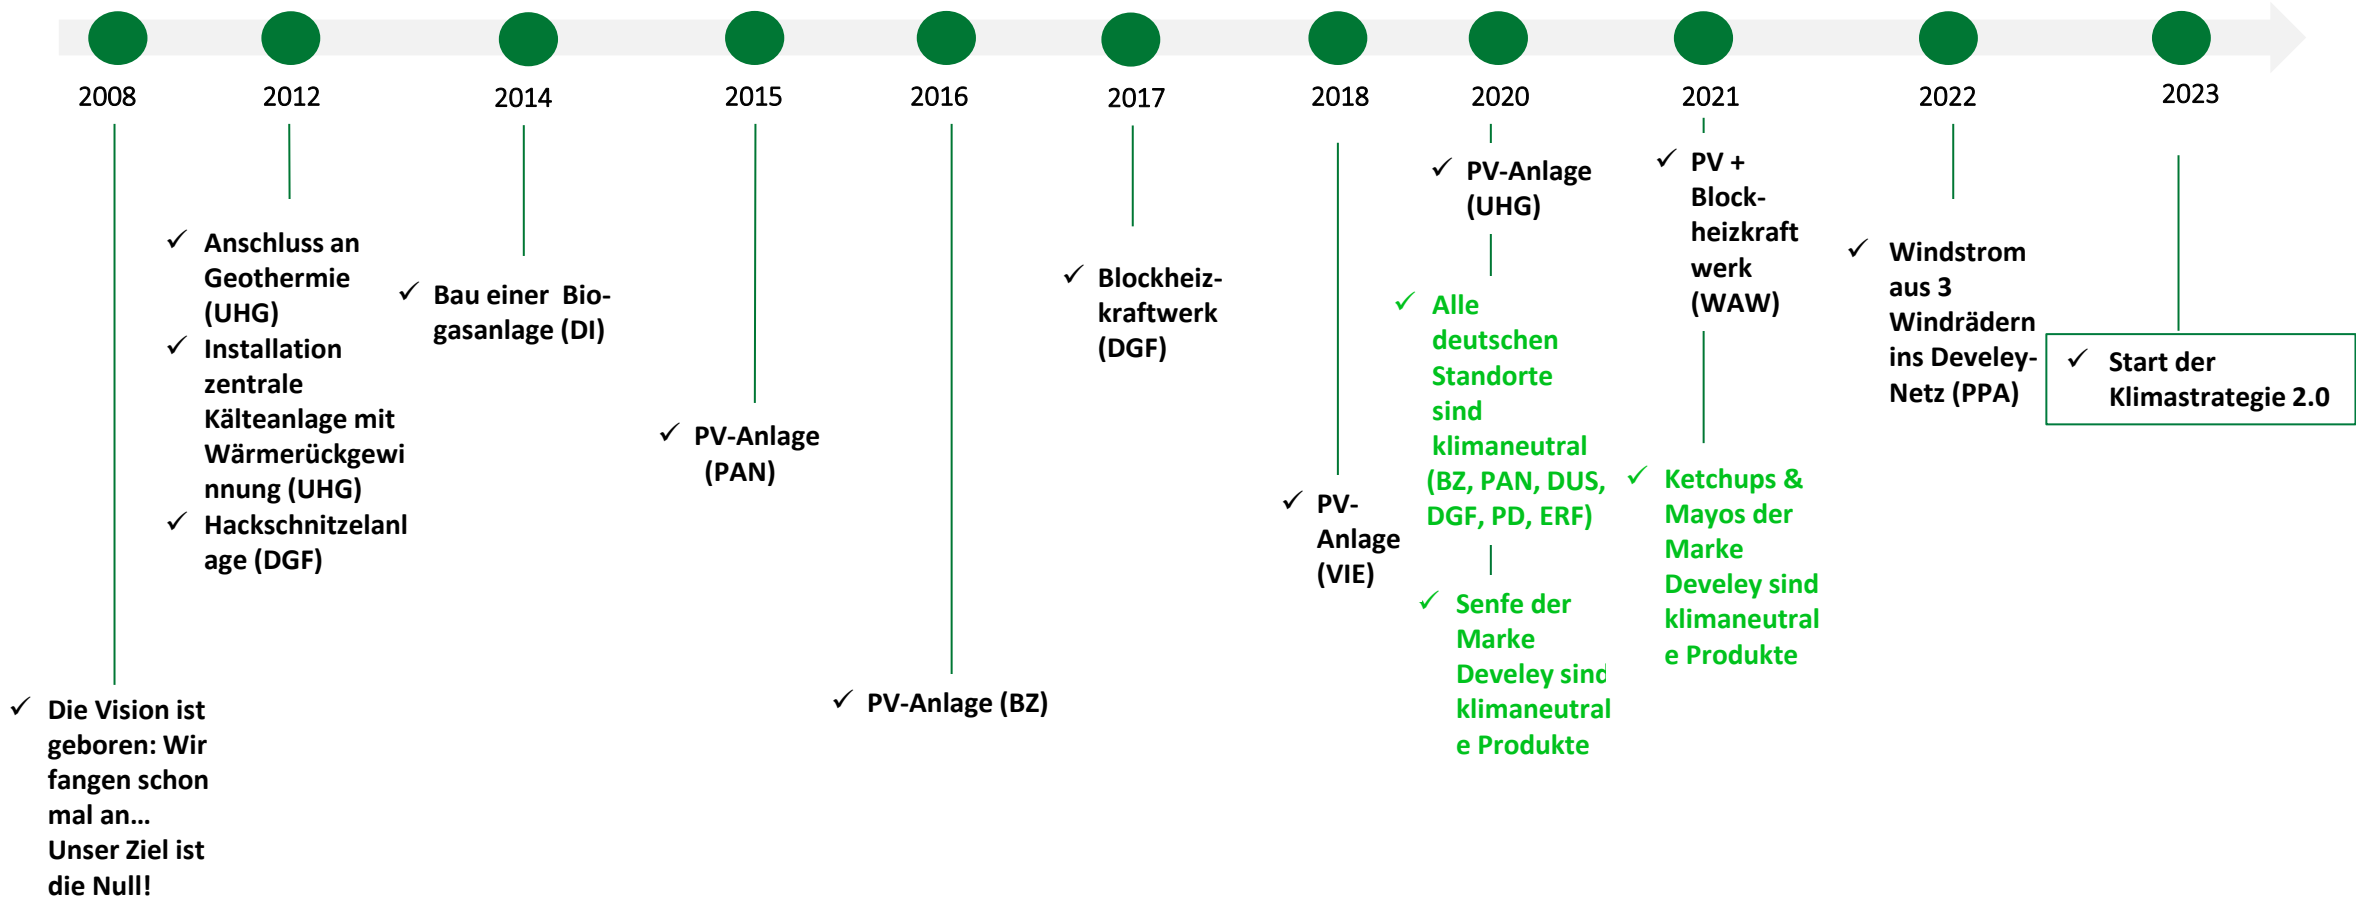 2008
2012
2014
2015
2016
2017
2018
2020
2021
2022
2023
✓ Die Vision ist
geboren: Wir
fangen schon
mal an…
Unser Ziel ist
die Null!
✓ Anschluss an
Geothermie
(UHG)
✓ Installation
zentrale
Kälteanlage mit
Wärmerückgewi
nnung (UHG)
✓ Hackschnitzelanl
age (DGF)
✓ Bau einer Bio-
gasanlage (DI)
✓ PV-Anlage
(PAN)
✓ PV-Anlage (BZ)
✓ Blockheiz-
kraftwerk
(DGF)
✓ PV-
Anlage
(VIE)
✓ PV-Anlage
(UHG)
✓ Alle
deutschen
Standorte
sind
klimaneutral
(BZ, PAN, DUS,
DGF, PD, ERF)
✓ Senfe der
Marke
Develey sind
klimaneutral
e Produkte
✓ PV +
Block-
heizkraft
werk
(WAW)
✓ Ketchups &
Mayos der
Marke
Develey sind
klimaneutral
e Produkte
✓ Windstrom
aus 3
Windrädern
ins Develey-
Netz (PPA)
✓ Start der
Klimastrategie 2.0